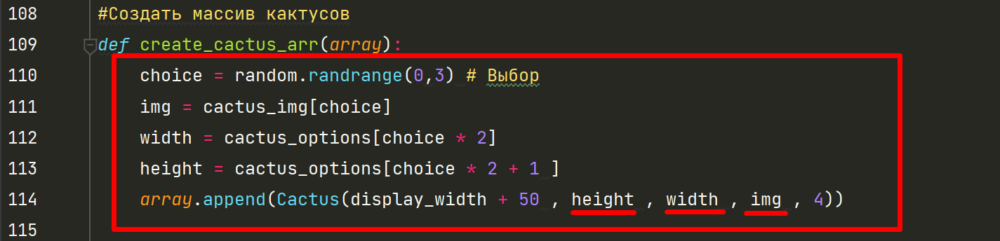 108 #Создать массив кактусов
109 def create_cactus_arr(array):
110 choice = random.randrange(0,3) # Выбор
111 img = cactus_img[choice]
112 width = cactus_options[choice * 2]
113 height = cactus_options[choice * 2 + 1 ]
114 array.append(Cactus(display_width + 50 , height , width , img , 4))
115